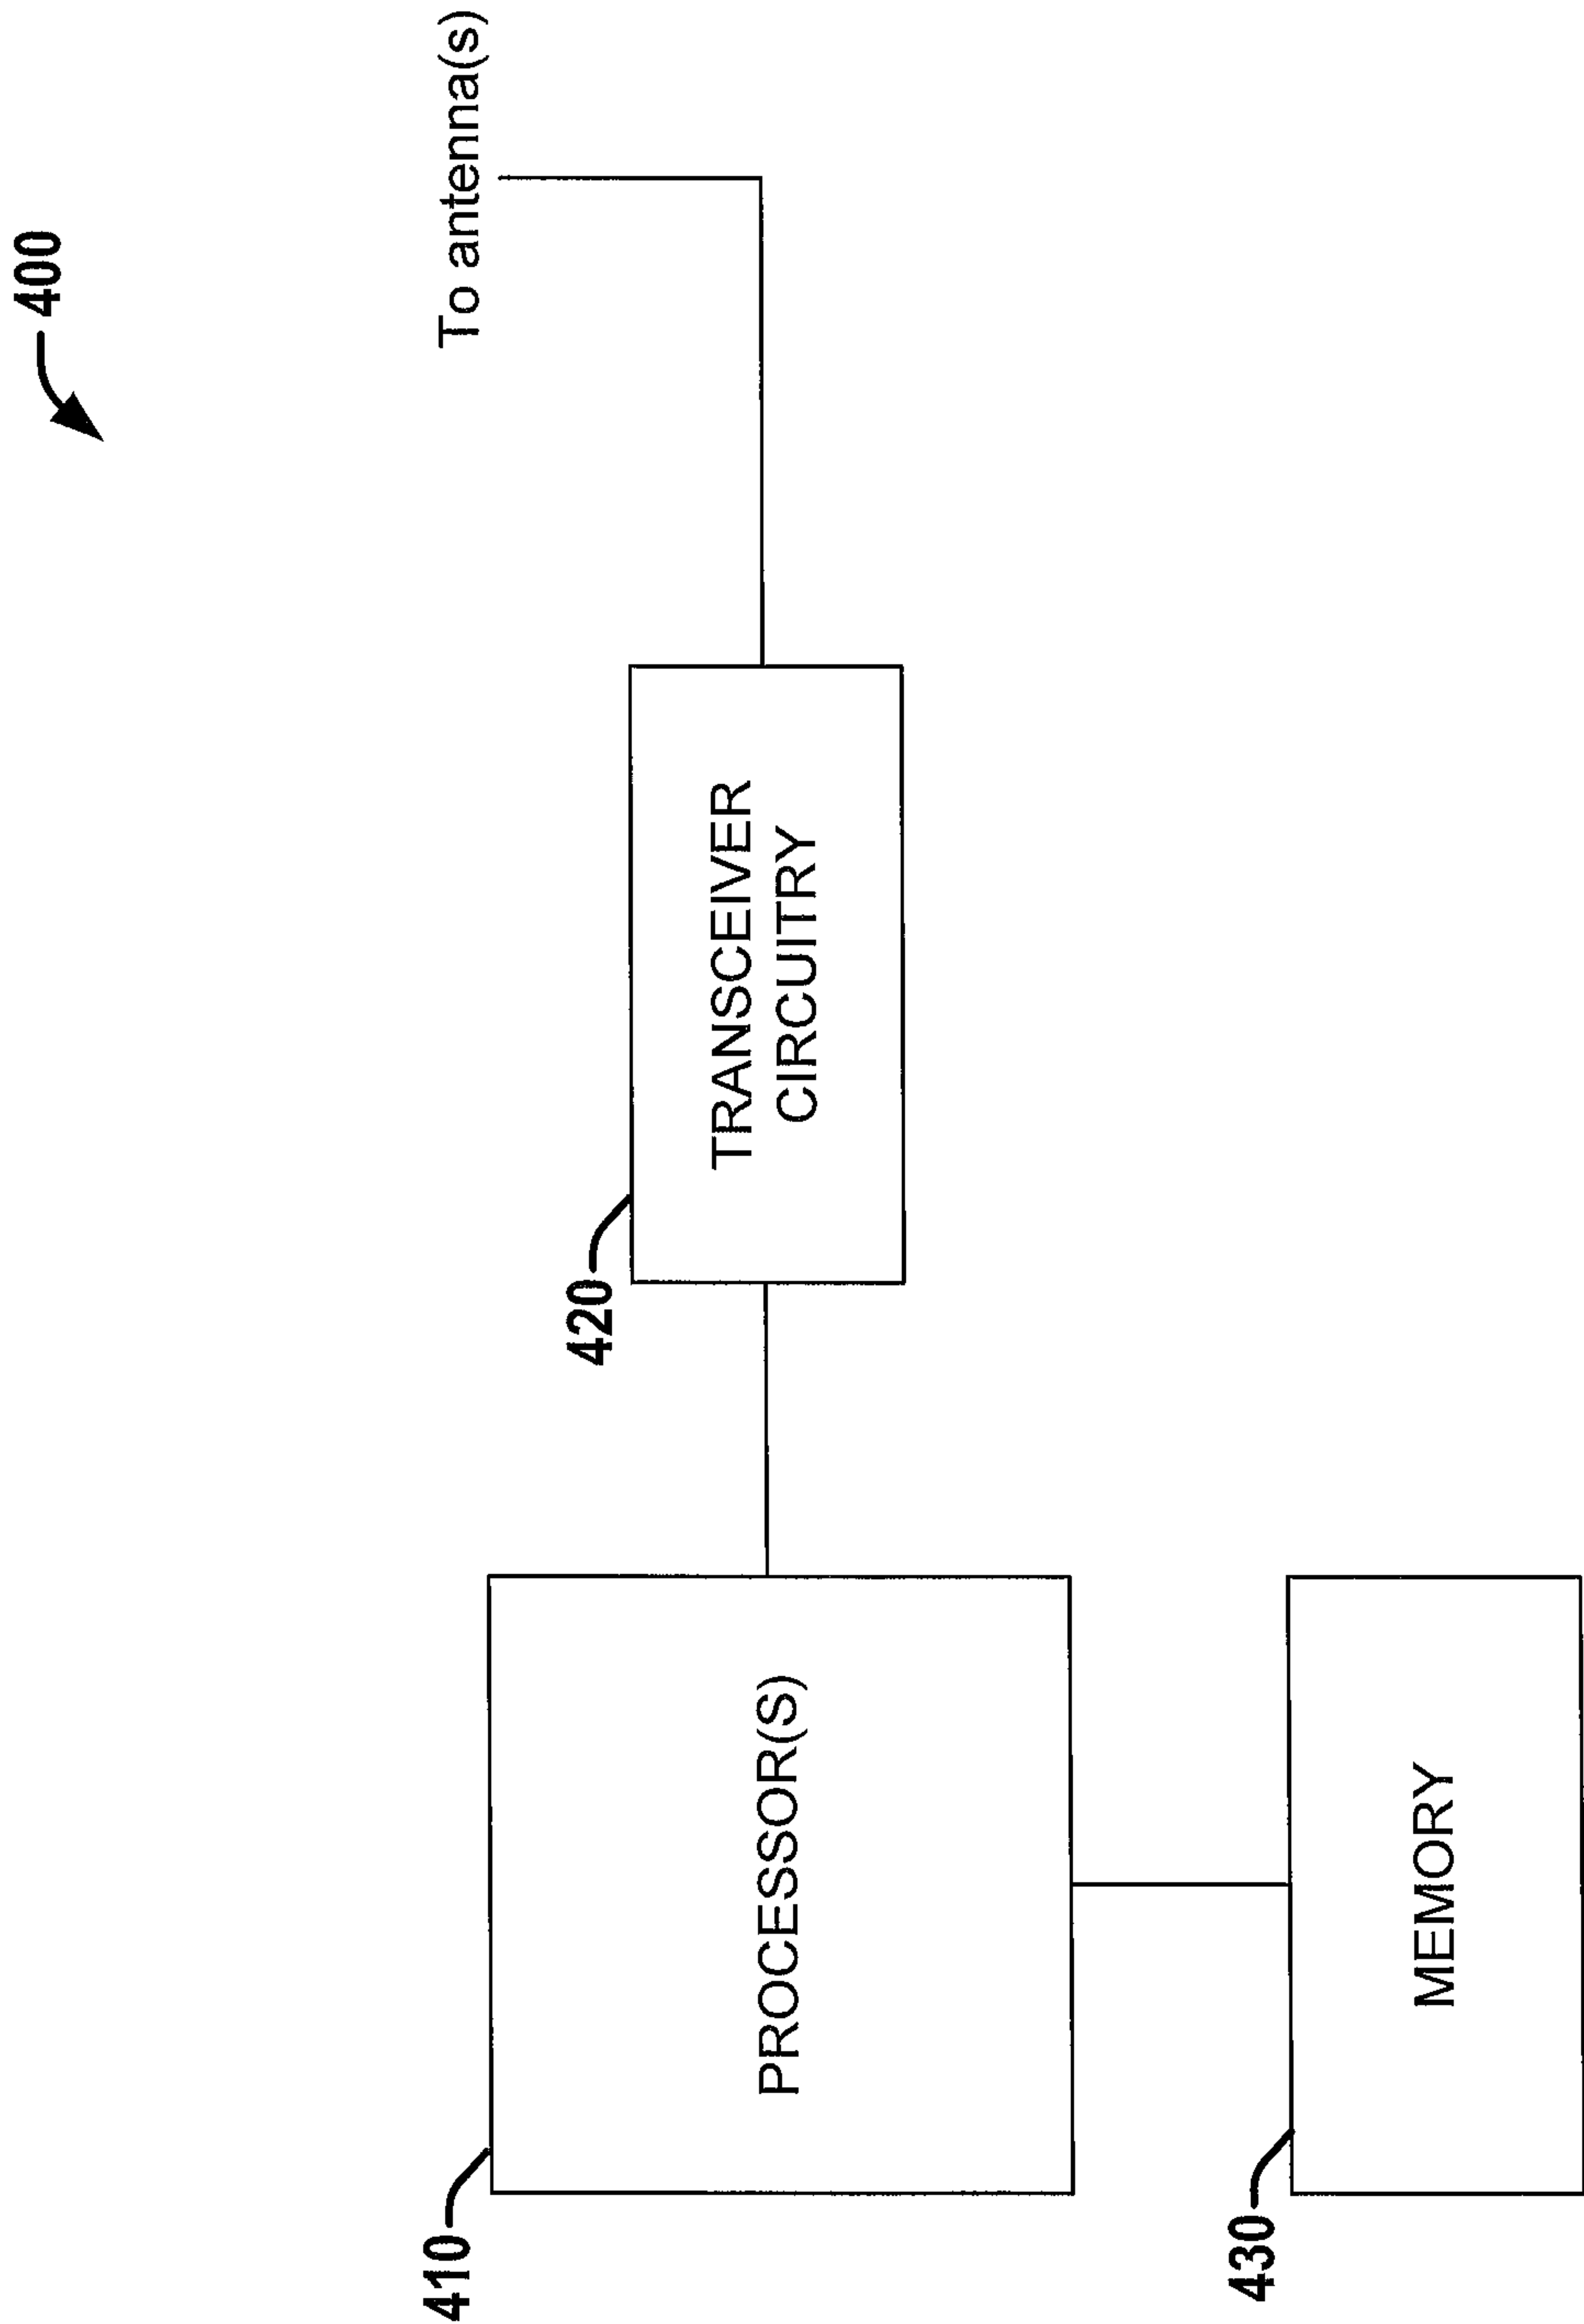 400
To antenna(s)
420
TRANSCEIVER
CIRCUITRY
410
PROCESSOR(S)
430
MEMORY